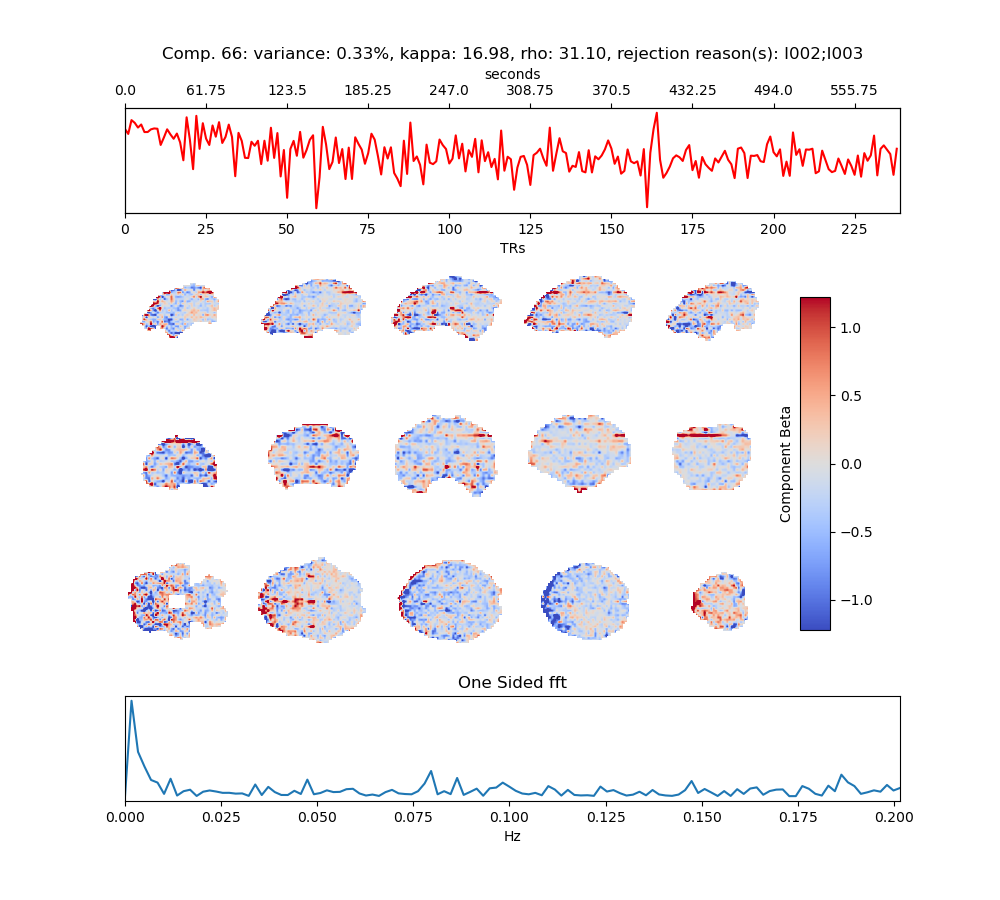 Comp. 66: variance: 0.33%, kappa: 16.98, rho: 31.10, rejection reason(s): I002;I003
seconds
0.0 61.75 123.5 185.25 247.0 308.75 370.5 432.25 494.0 555.75
0 25 50 75 100 125 150 175 200 225
TRs
1.0
0.5
0.0
−0.5
−1.0
Component Beta
One Sided fft
0.000 0.025 0.050 0.075 0.100 0.125 0.150 0.175 0.200
Hz